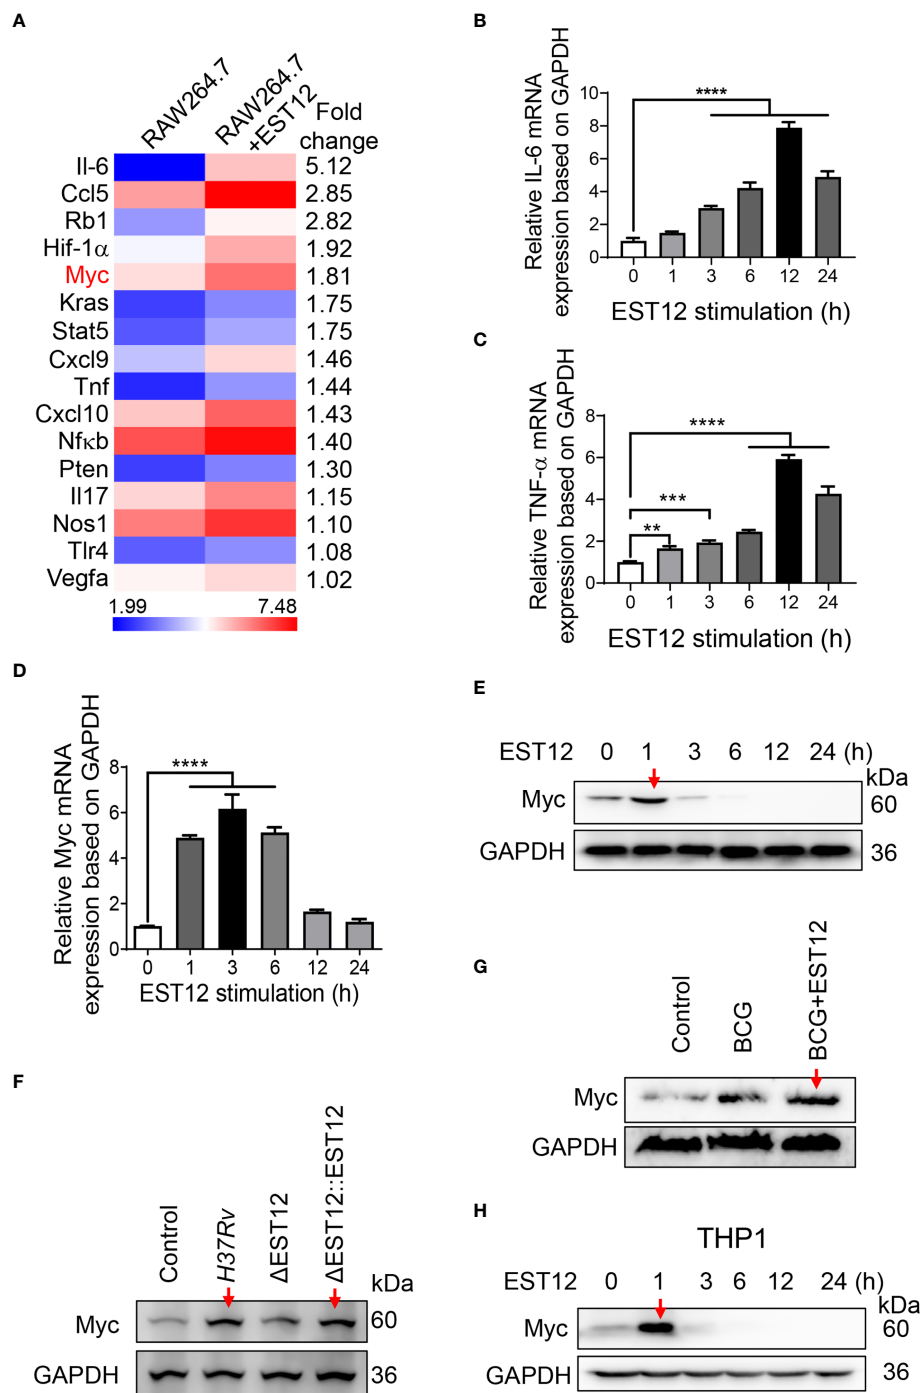 A
RAW264.7
RAW264.7
+EST12
Fold
change
Il-6 5.12
Ccl5 2.85
Rb1 2.82
Hif-1α 1.92
Myc 1.81
Kras 1.75
Stat5 1.75
Cxcl9 1.46
Tnf 1.44
Cxcl10 1.43
Nfκb 1.40
Pten 1.30
Il17 1.15
Nos1 1.10
Tlr4 1.08
Vegfa 1.02
1.99 7.48
B
Relative IL-6 mRNA
expression based on GAPDH
10
8
6
4
2
0
****
0 1 3 6 12 24
EST12 stimulation (h)
C
Relative TNF-α mRNA
expression based on GAPDH
8
6
4
2
0
****
***
**
0 1 3 6 12 24
EST12 stimulation (h)
D
Relative Myc mRNA
expression based on GAPDH
8
6
4
2
0
****
0 1 3 6 12 24
EST12 stimulation (h)
E
EST12 0 1 3 6 12 24 (h)
kDa
Myc 60
GAPDH 36
F
Control
H37Rv
ΔEST12
ΔEST12::EST12
kDa
Myc 60
GAPDH 36
G
Control
BCG
BCG+EST12
Myc
GAPDH
H
THP1
EST12 0 1 3 6 12 24 (h)
kDa
Myc 60
GAPDH 36